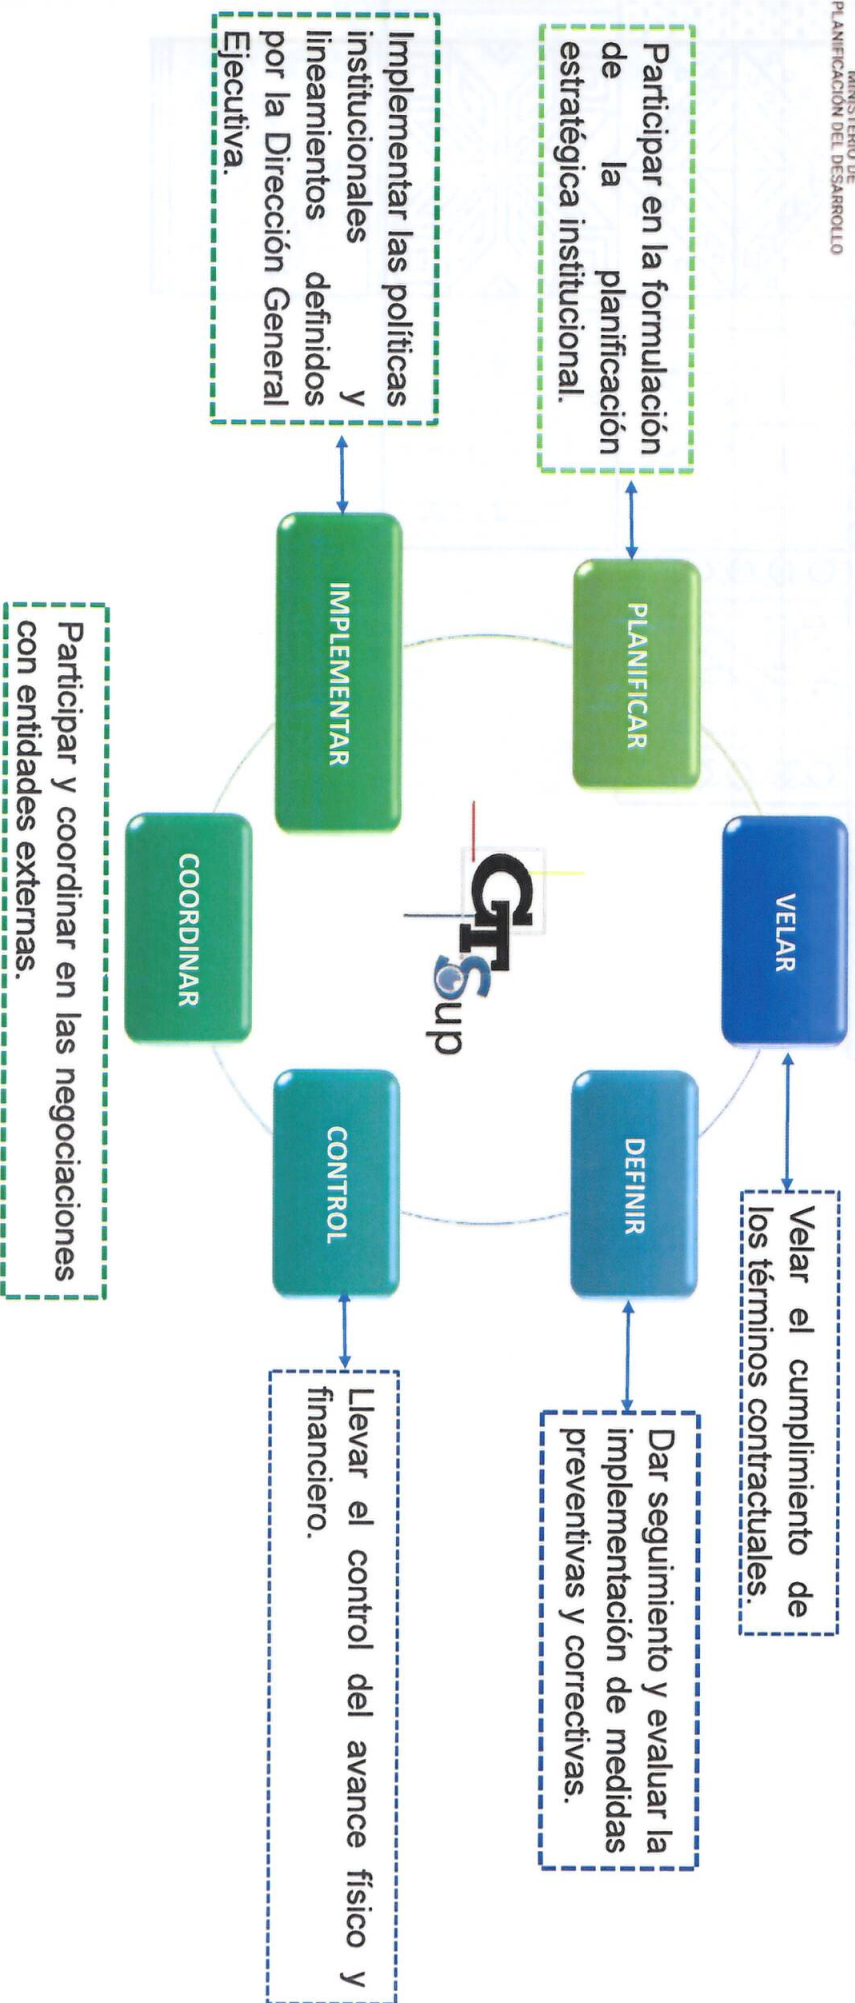 MINISTERIO DE
PLANIFICACIÓN DEL DESARROLLO
VELAR
Velar el cumplimiento de
los términos contractuales.
Participar en la formulación
de la planificación
estratégica institucional.
PLANIFICAR
DEFINIR
Dar seguimiento y evaluar la
implementación de medidas
preventivas y correctivas.
GTSup
Implementar las políticas
institucionales y
lineamientos definidos
por la Dirección General
Ejecutiva.
IMPLEMENTAR
CONTROL
Llevar el control del avance físico y
financiero.
COORDINAR
Participar y coordinar en las negociaciones
con entidades externas.